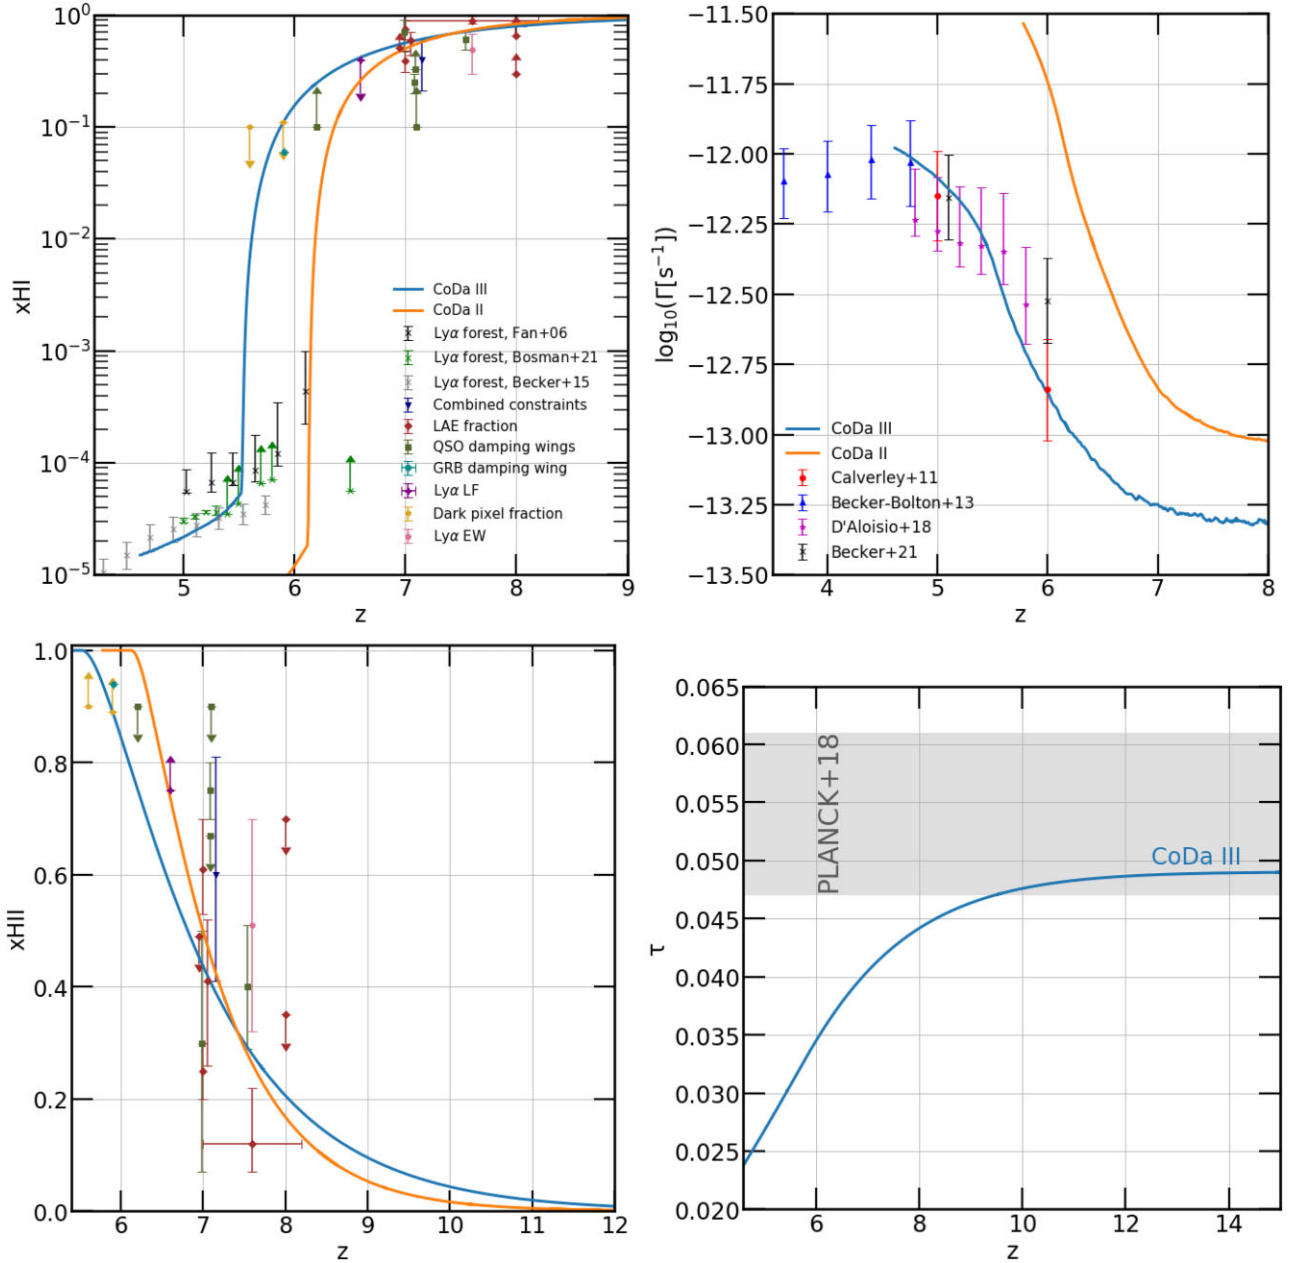 10⁰
10⁻¹
10⁻²
10⁻³
10⁻⁴
10⁻⁵
xHI
CoDa III
CoDa II
Lyα forest, Fan+06
Lyα forest, Bosman+21
Lyα forest, Becker+15
Combined constraints
LAE fraction
QSO damping wings
GRB damping wing
Lyα LF
Dark pixel fraction
Lyα EW
5 6 7 8 9
z
−11.50
−11.75
−12.00
−12.25
−12.50
−12.75
−13.00
−13.25
−13.50
log₁₀(Γ[s⁻¹])
CoDa III
CoDa II
Calverley+11
Becker-Bolton+13
D'Aloisio+18
Becker+21
4 5 6 7 8
z
1.0
0.8
0.6
0.4
0.2
0.0
xHII
6 7 8 9 10 11 12
z
0.065
0.060
0.055
0.050
0.045
0.040
0.035
0.030
0.025
0.020
τ
PLANCK+18
CoDa III
6 8 10 12 14
z